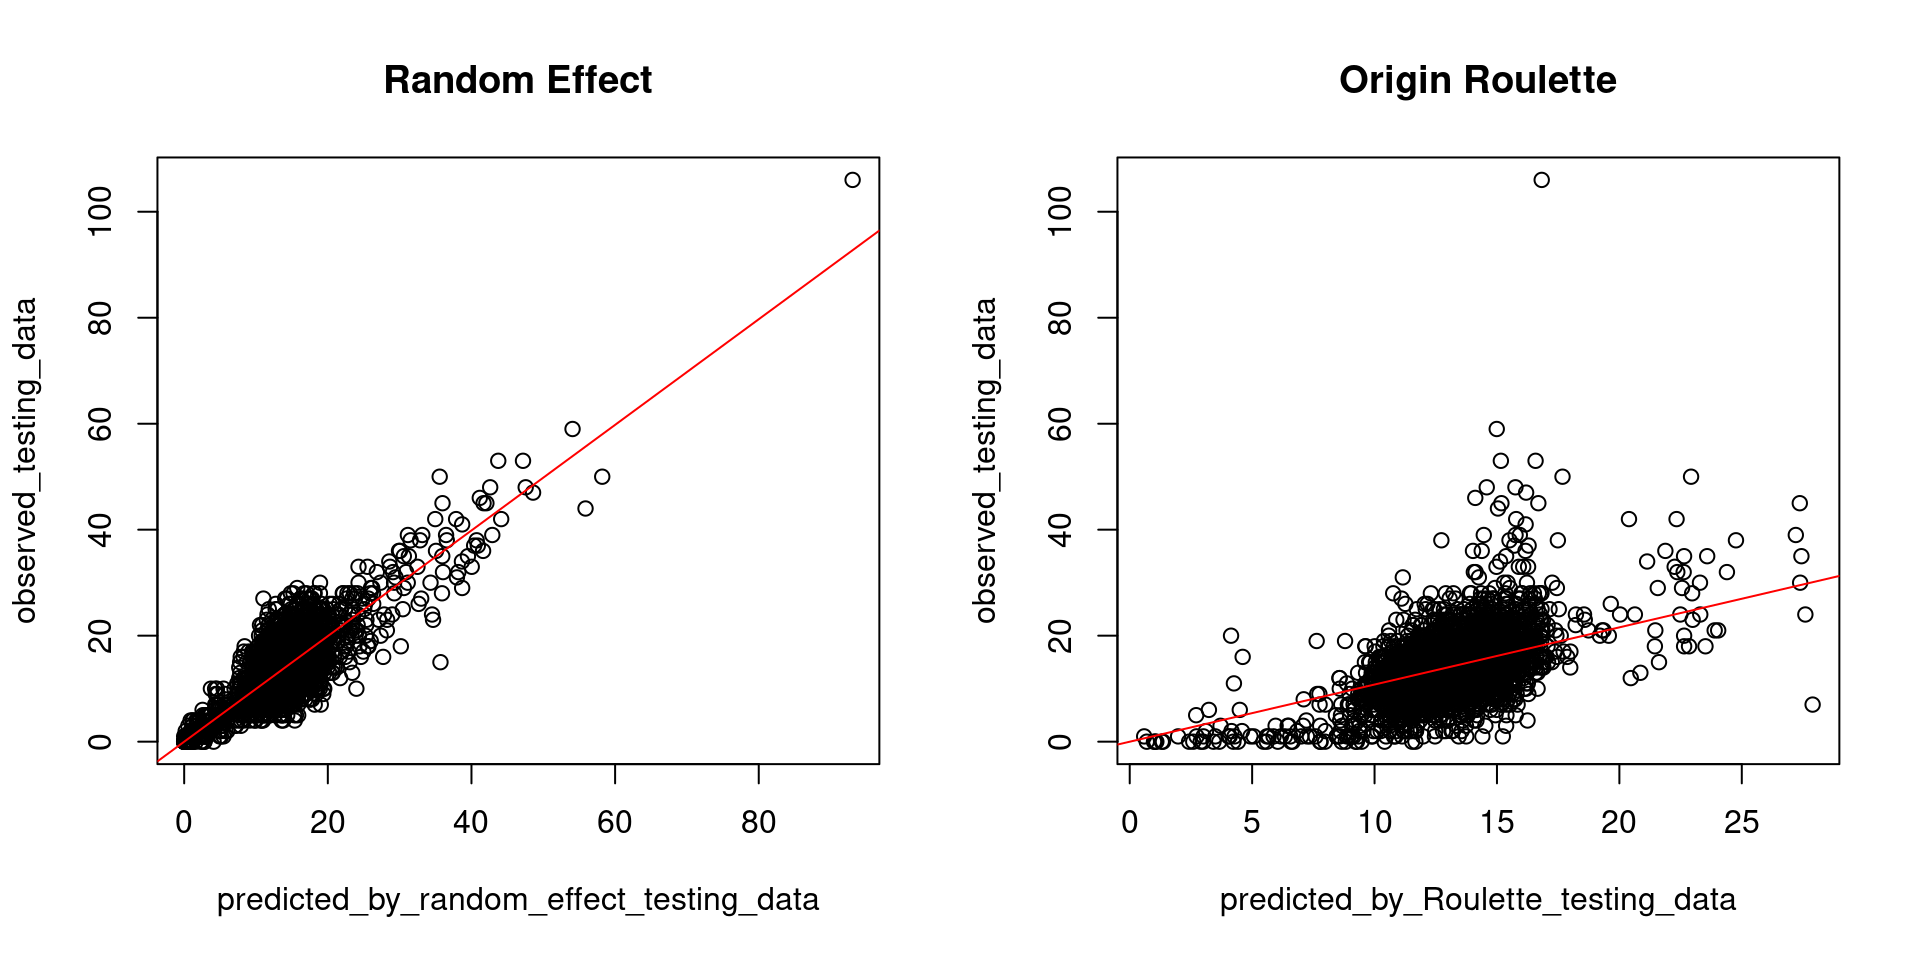 Random Effect
observed_testing_data
100
80
60
40
20
0
0 20 40 60 80
predicted_by_random_effect_testing_data
Origin Roulette
observed_testing_data
100
80
60
40
20
0
0 5 10 15 20 25
predicted_by_Roulette_testing_data